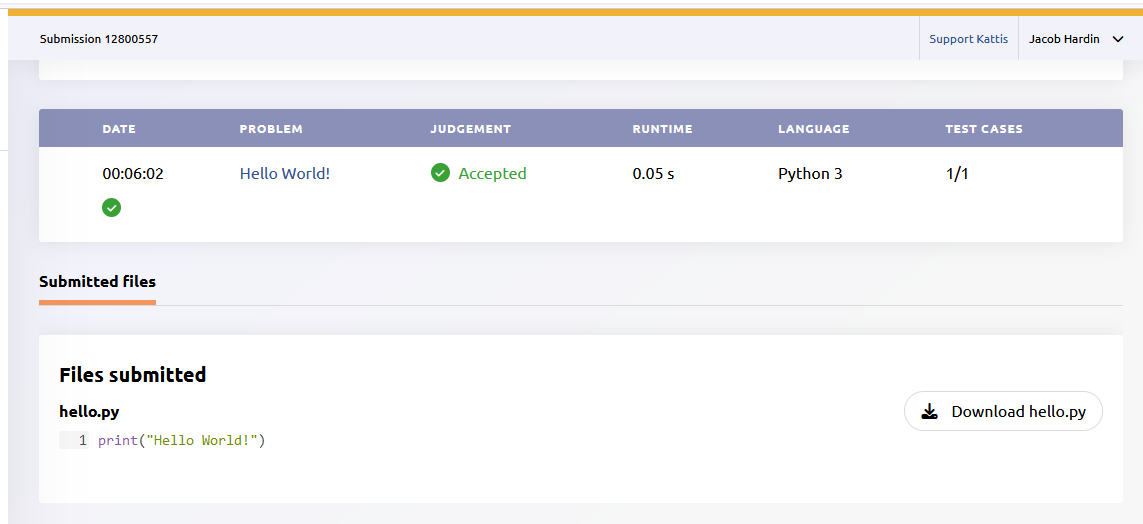 Submission 12800557
Support Kattis
Jacob Hardin
DATE PROBLEM JUDGEMENT RUNTIME LANGUAGE TEST CASES
00:06:02 Hello World! Accepted 0.05 s Python 3 1/1
Submitted files
Files submitted
hello.py
Download hello.py
1 print("Hello World!")